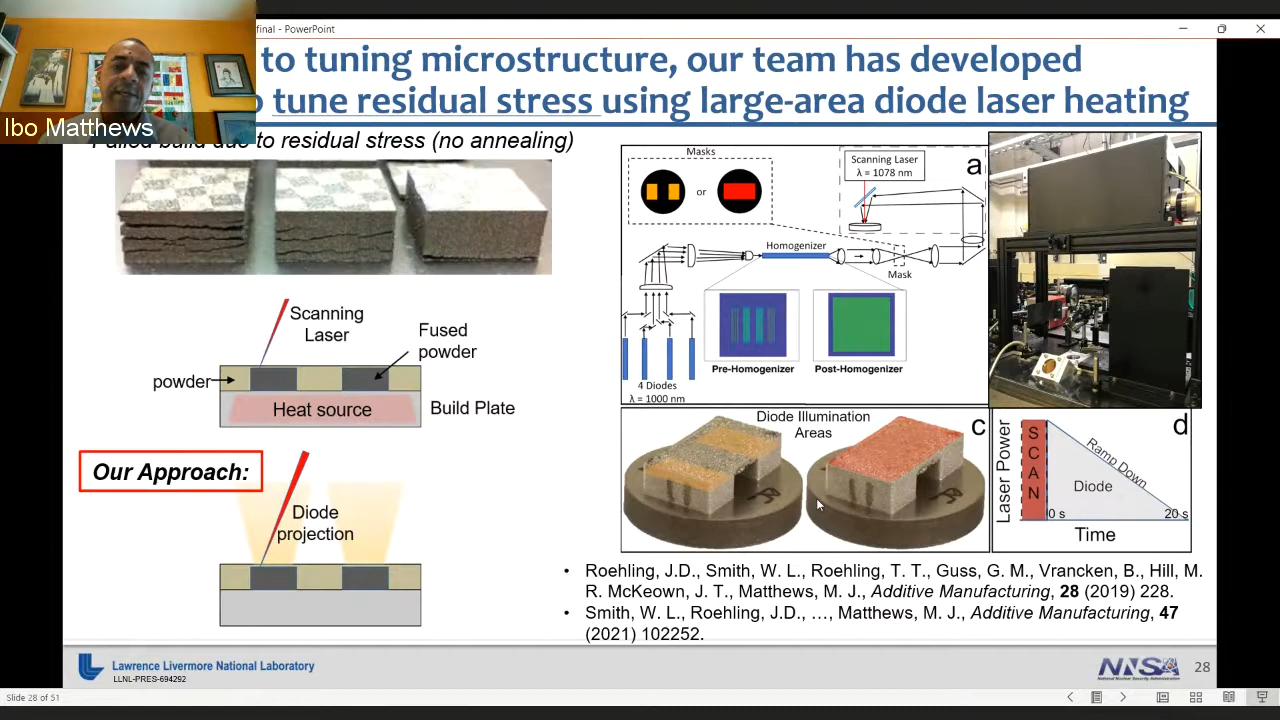 final - PowerPoint
to tuning microstructure, our team has developed
tune residual stress using large-area diode laser heating
Ibo Matthews
to residual stress (no annealing)
Scanning
Laser
Fused
powder
powder
Heat source
Build Plate
Our Approach:
Diode
projection
Masks
or
Scanning Laser
λ = 1078 nm
a
Homogenizer
Mask
Pre-Homogenizer
Post-Homogenizer
4 Diodes
λ = 1000 nm
Diode Illumination
Areas
c
d
Laser Power
SCAN
Ramp Down
Diode
0 s
20 s
Time
• Roehling, J.D., Smith, W. L., Roehling, T. T., Guss, G. M., Vrancken, B., Hill, M.
R. McKeown, J. T., Matthews, M. J., Additive Manufacturing, 28 (2019) 228.
• Smith, W. L., Roehling, J.D., …, Matthews, M. J., Additive Manufacturing, 47
(2021) 102252.
Lawrence Livermore National Laboratory
LLNL-PRES-694292
NNSA
National Nuclear Security Administration
28
Slide 28 of 51